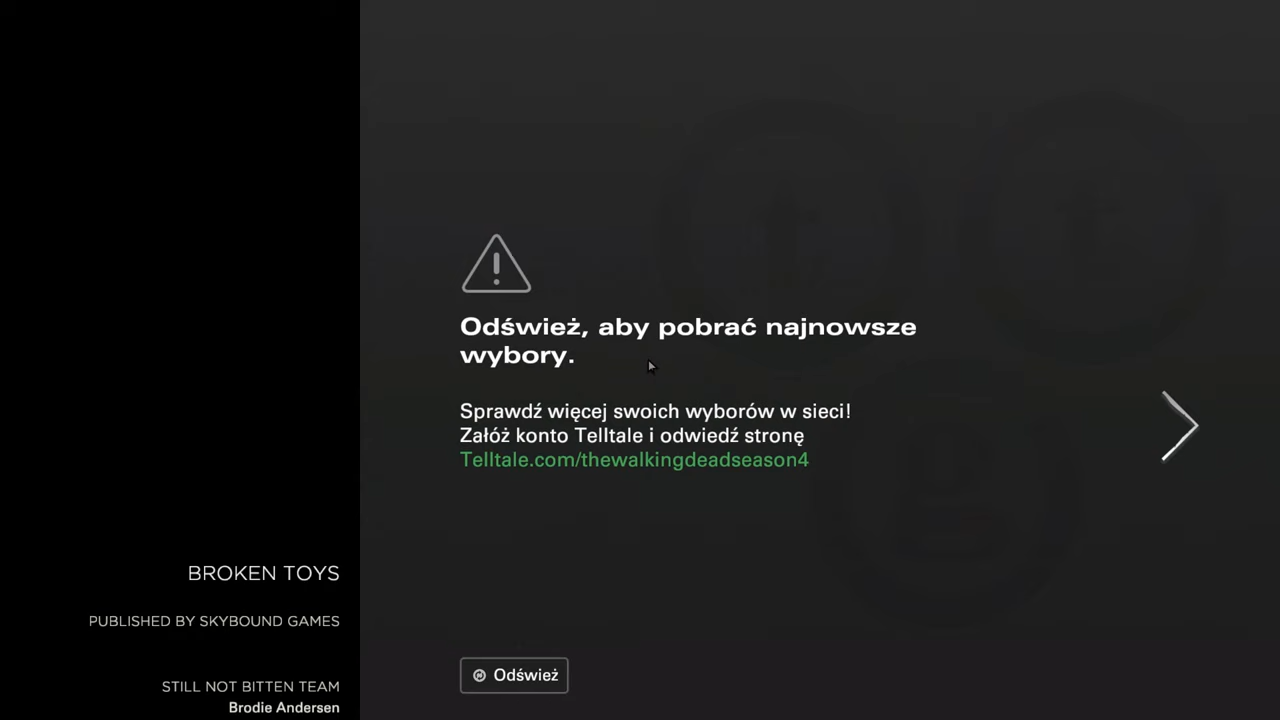 Odśwież, aby pobrać najnowsze
wybory.
Sprawdź więcej swoich wyborów w sieci!
Załóż konto Telltale i odwiedź stronę
Telltale.com/thewalkingdeadseason4
BROKEN TOYS
PUBLISHED BY SKYBOUND GAMES
STILL NOT BITTEN TEAM
Brodie Andersen
Odśwież